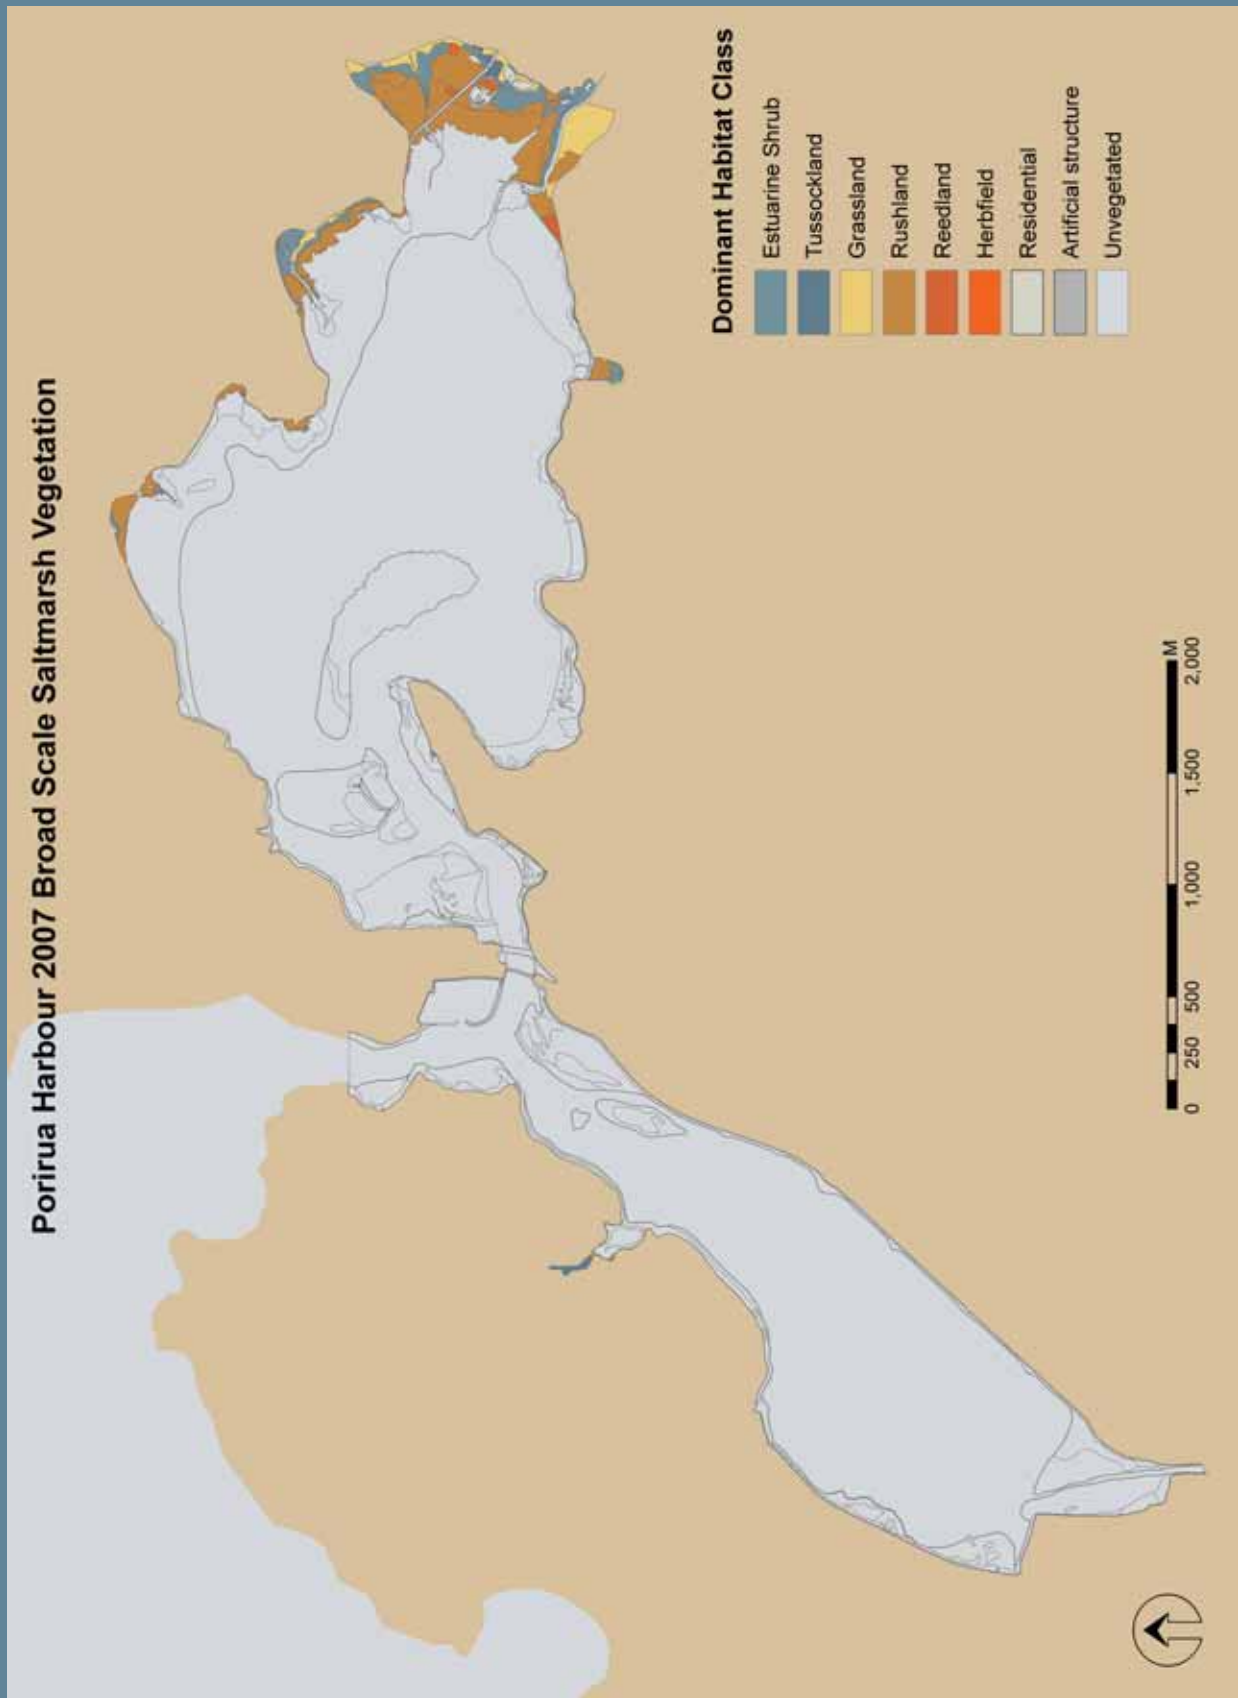 Porirua Harbour 2007 Broad Scale Saltmarsh Vegetation
Dominant Habitat Class
Estuarine Shrub
Tussockland
Grassland
Rushland
Reedland
Herbfield
Residential
Artificial structure
Unvegetated
0 250 500 1,000 1,500 2,000 M